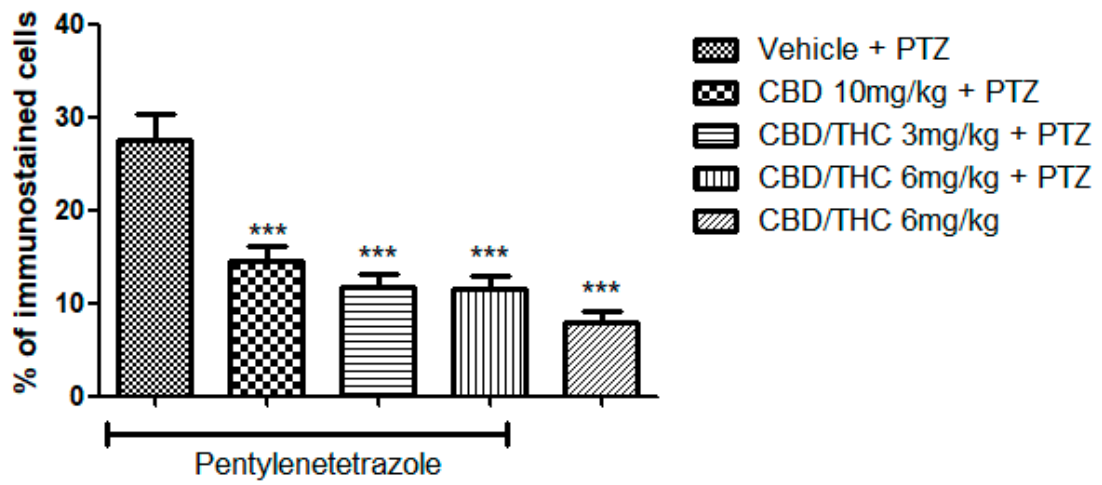 % of immunostained cells
40
30
20
10
0
***
***
***
***
Pentylenetetrazole
Vehicle + PTZ
CBD 10mg/kg + PTZ
CBD/THC 3mg/kg + PTZ
CBD/THC 6mg/kg + PTZ
CBD/THC 6mg/kg